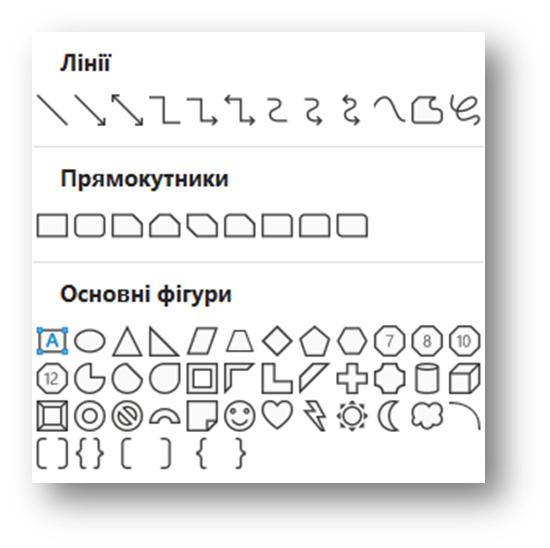 Лінії
Прямокутники
Основні фігури
A 7 8 10
12